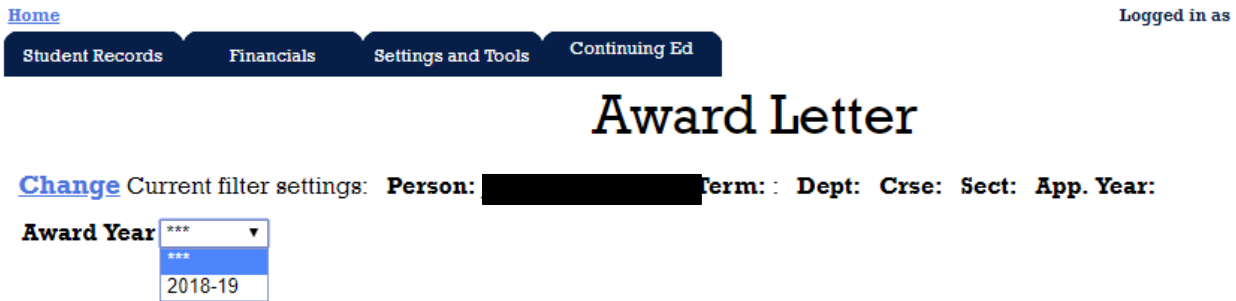 Home Logged in as
Student Records Financials Settings and Tools Continuing Ed
Award Letter
Change Current filter settings: Person: Term: : Dept: Crse: Sect: App. Year:
Award Year ***
***
2018-19